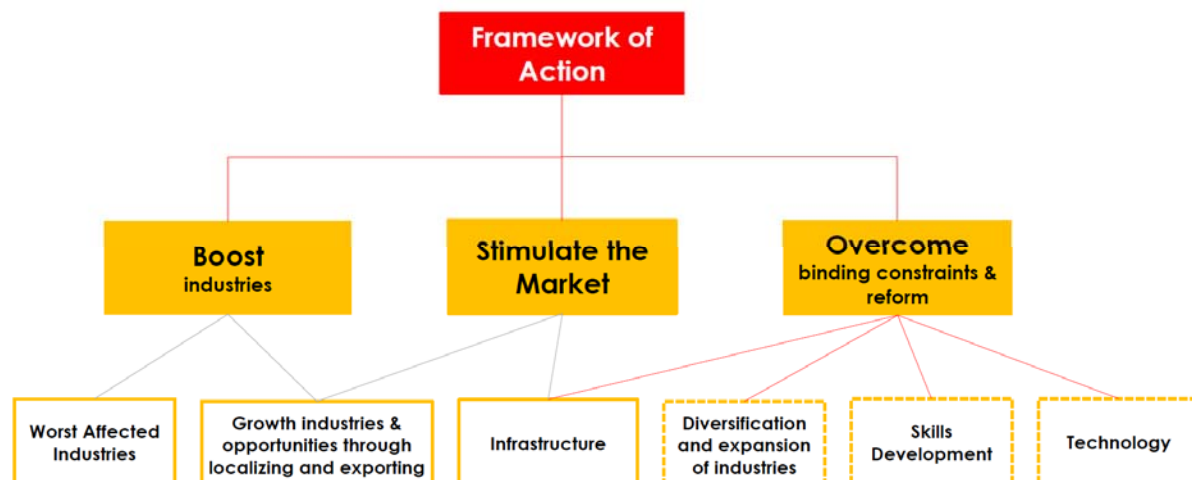 Framework of
Action
Boost
industries
Stimulate the
Market
Overcome
binding constraints &
reform
Worst Affected
Industries
Growth industries &
opportunities through
localizing and exporting
Infrastructure
Diversification
and expansion
of industries
Skills
Development
Technology